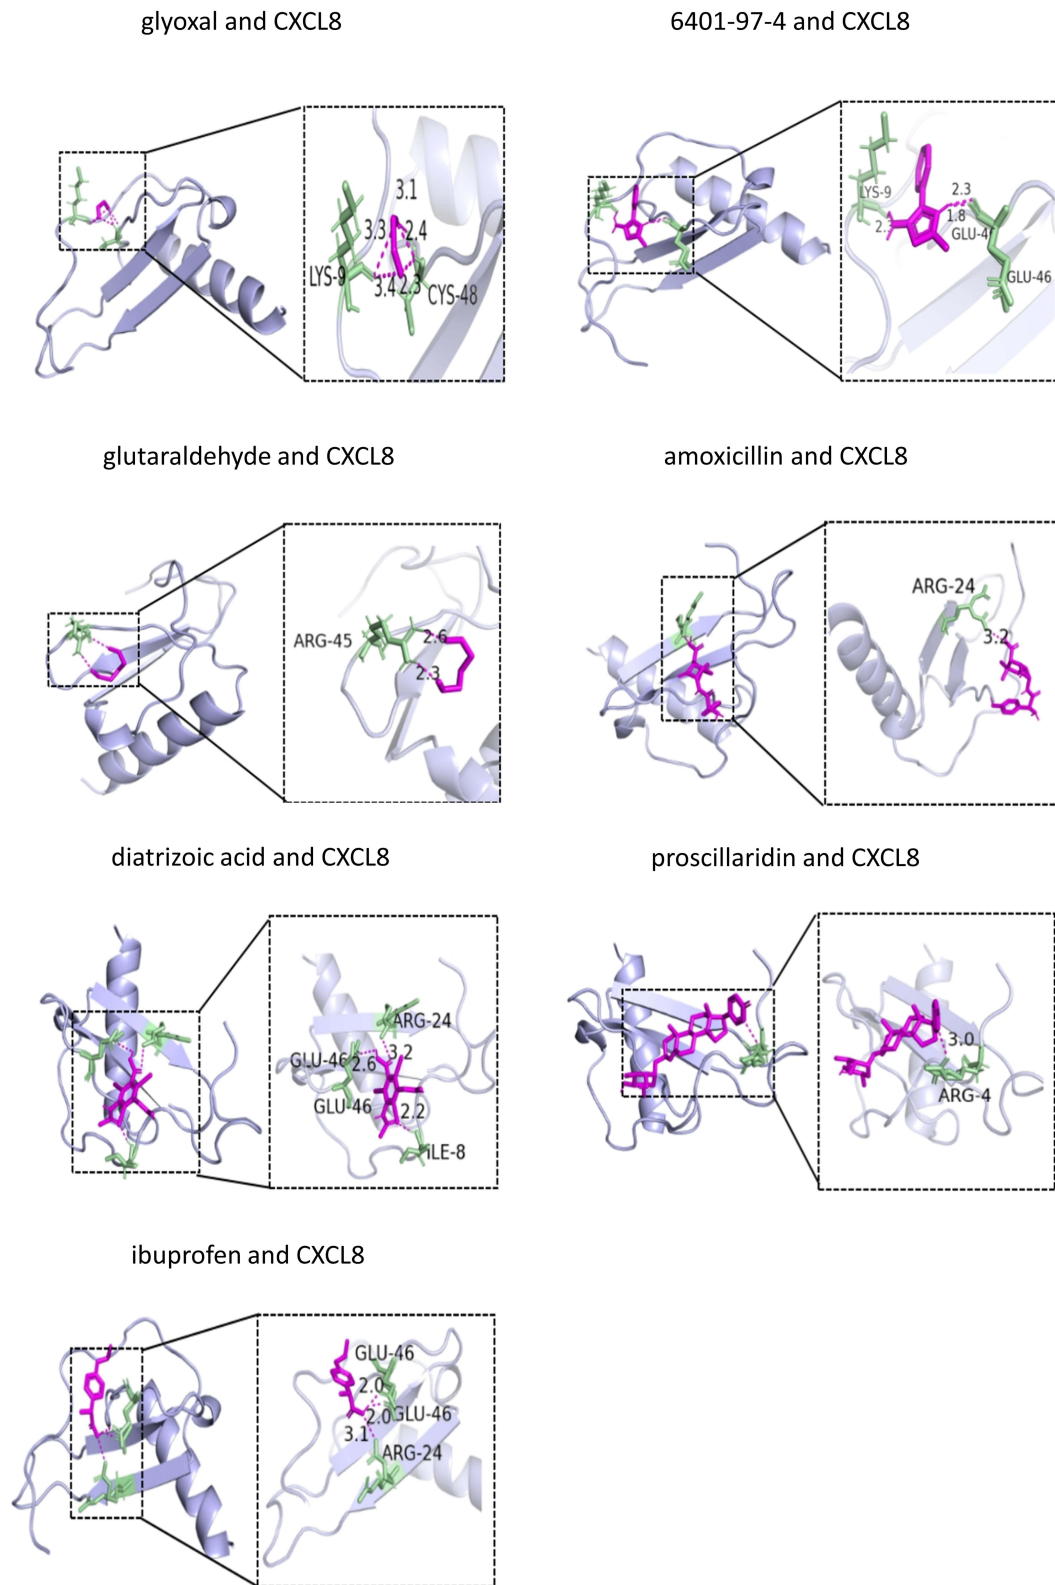 glyoxal and CXCL8
6401-97-4 and CXCL8
3.1
3.3
2.4
LYS-9
3.4
2.3
CYS-48
LYS-9
2.3
1.8
GLU-46
GLU-46
glutaraldehyde and CXCL8
amoxicillin and CXCL8
ARG-45
2.6
2.3
ARG-24
3.2
diatrizoic acid and CXCL8
proscillaridin and CXCL8
ARG-24
GLU-46
2.6
3.2
GLU-46
2.2
ILE-8
3.0
ARG-4
ibuprofen and CXCL8
GLU-46
2.0
2.0
GLU-46
3.1
ARG-24